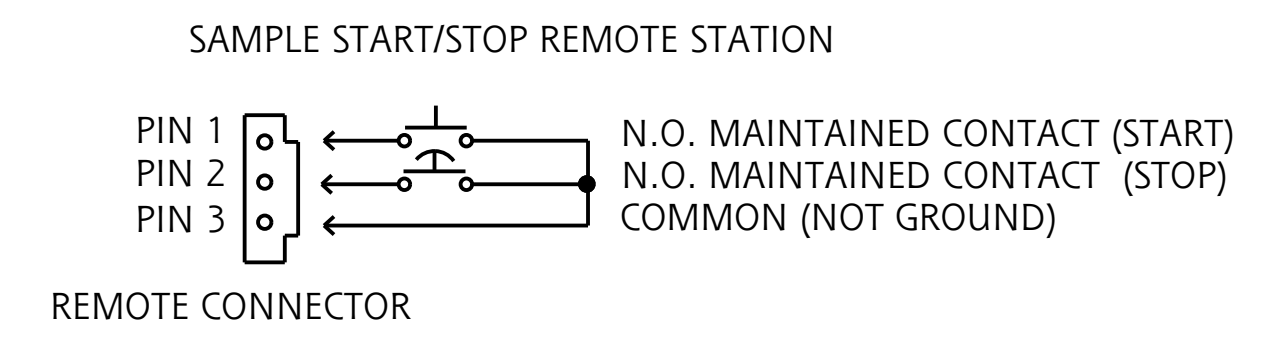 SAMPLE START/STOP REMOTE STATION
PIN 1 N.O. MAINTAINED CONTACT (START)
PIN 2 N.O. MAINTAINED CONTACT (STOP)
PIN 3 COMMON (NOT GROUND)
REMOTE CONNECTOR